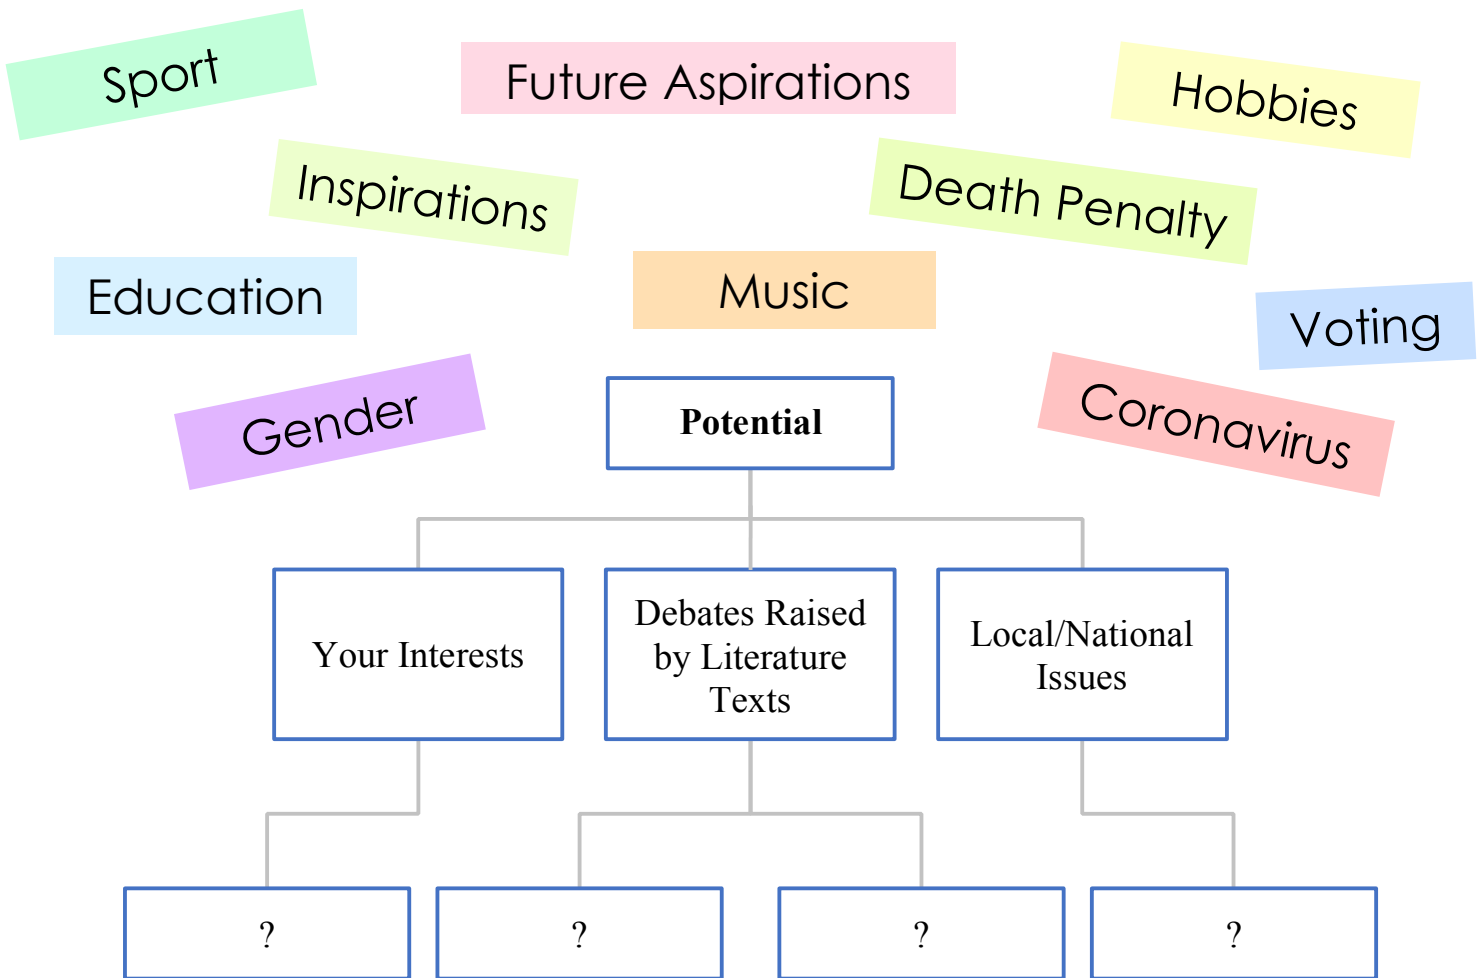 Sport
Future Aspirations
Hobbies
Inspirations
Death Penalty
Education
Music
Voting
Gender
Coronavirus
Potential
Your Interests
Debates Raised
by Literature
Texts
Local/National
Issues
?
?
?
?